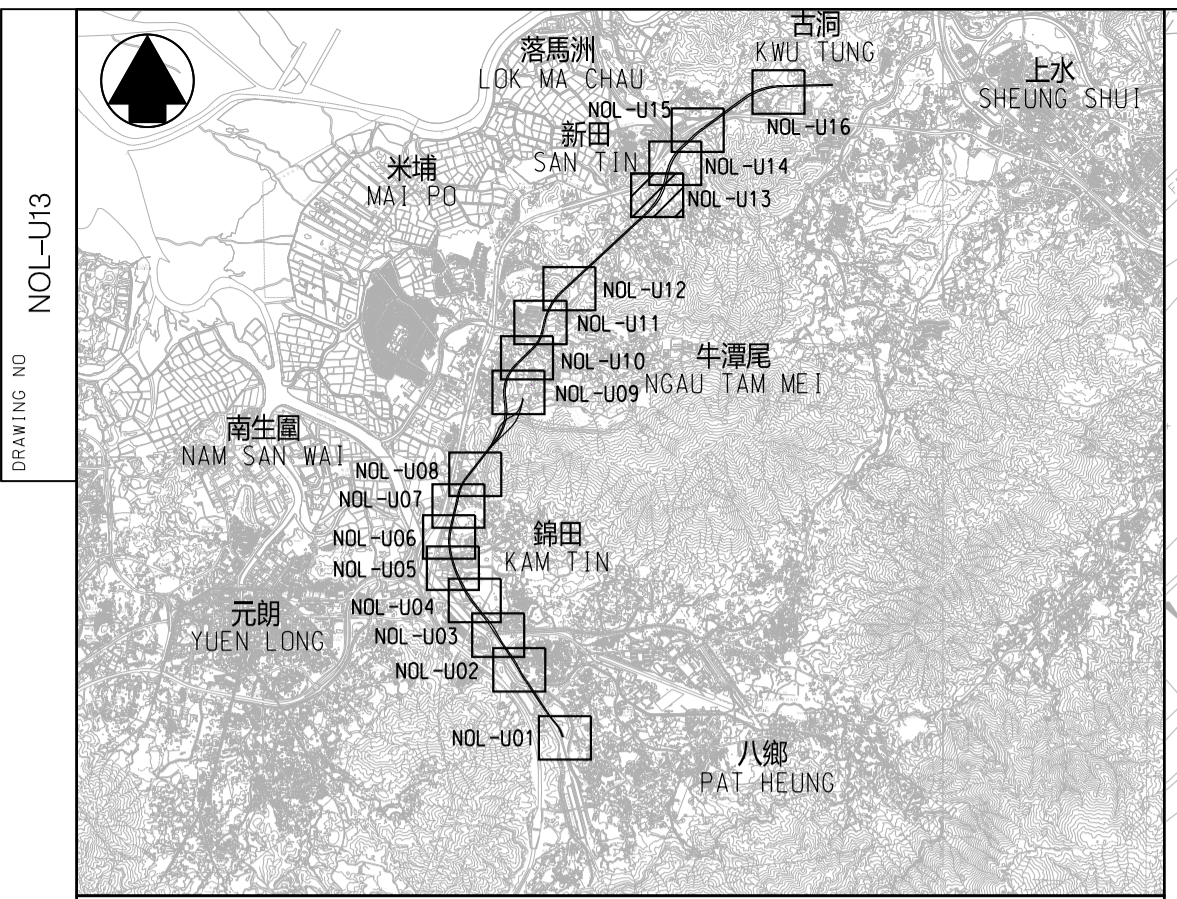 DRAWING NO
NOL-U13
古洞
KWU TUNG
落馬洲
LOK MA CHAU
上水
SHEUNG SHUI
NOL-U15
NOL-U16
新田
SAN TIN
NOL-U14
米埔
MAI PO
NOL-U13
NOL-U12
NOL-U11
牛潭尾
NGAU TAM MEI
NOL-U10
NOL-U09
南生圍
NAM SAN WAI
NOL-U08
NOL-U07
NOL-U06
錦田
KAM TIN
NOL-U05
元朗
YUEN LONG
NOL-U04
NOL-U03
NOL-U02
NOL-U01
八鄉
PAT HEUNG